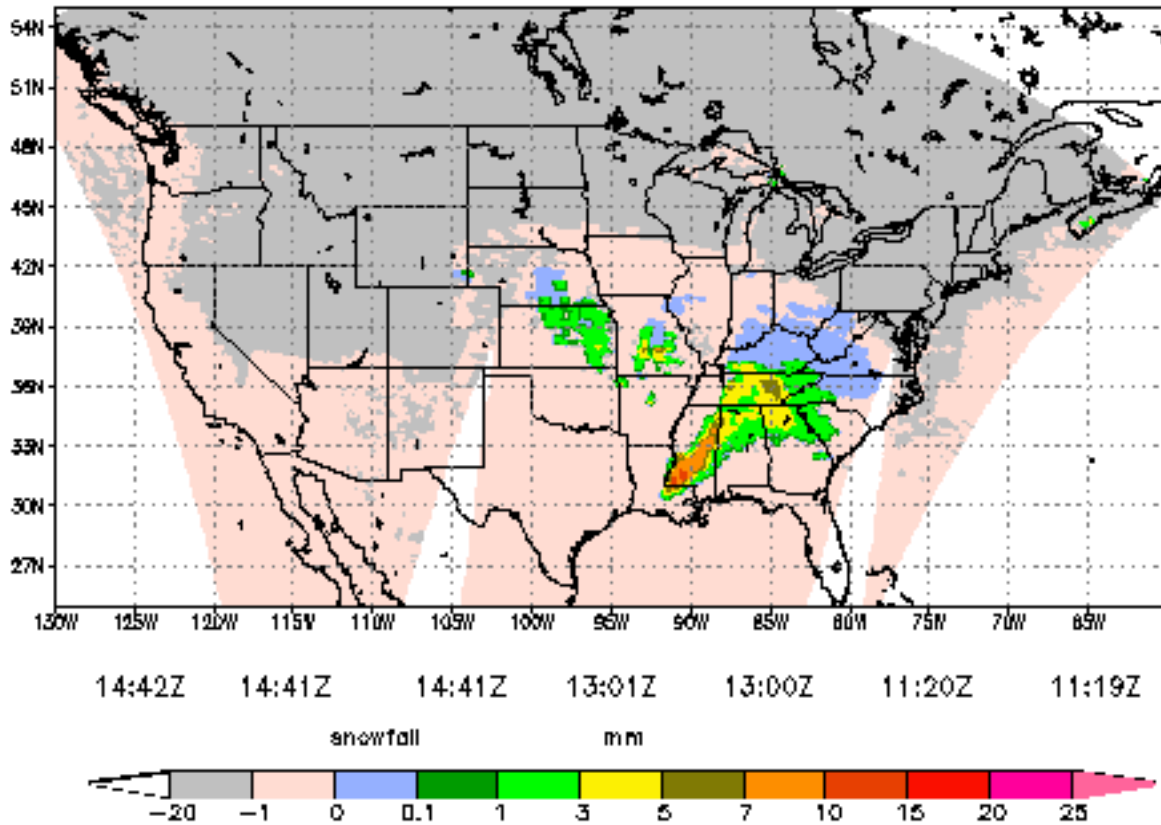 54N
51N
48N
45N
42N
39N
36N
33N
30N
27N
130W 125W 120W 115W 110W 105W 100W 95W 90W 85W 80W 75W 70W 65W
14:42Z 14:41Z 14:41Z 13:01Z 13:00Z 11:20Z 11:19Z
snowfall mm
-20 -1 0 0.1 1 3 5 7 10 15 20 25